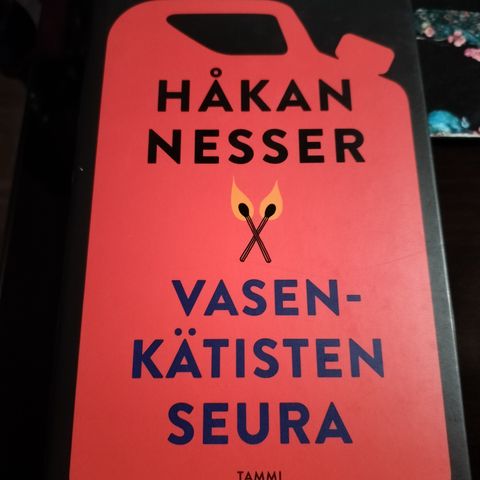 HÅKAN
NESSER
VASEN-
KÄTISTEN
SEURA
TAMMI